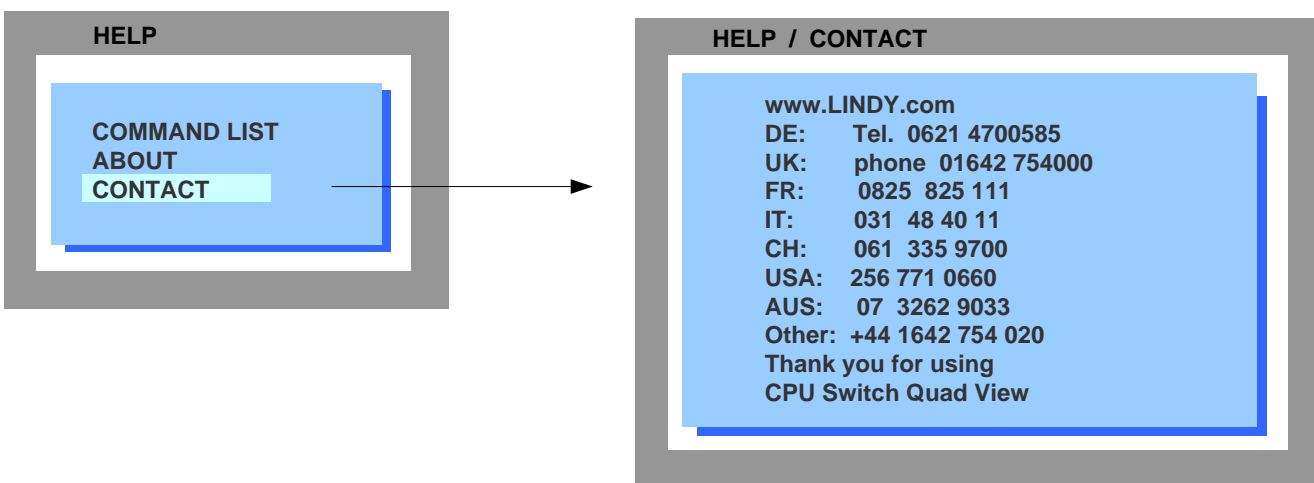 HELP
COMMAND LIST
ABOUT
CONTACT
HELP / CONTACT
www.LINDY.com
DE: Tel. 0621 4700585
UK: phone 01642 754000
FR: 0825 825 111
IT: 031 48 40 11
CH: 061 335 9700
USA: 256 771 0660
AUS: 07 3262 9033
Other: +44 1642 754 020
Thank you for using
CPU Switch Quad View